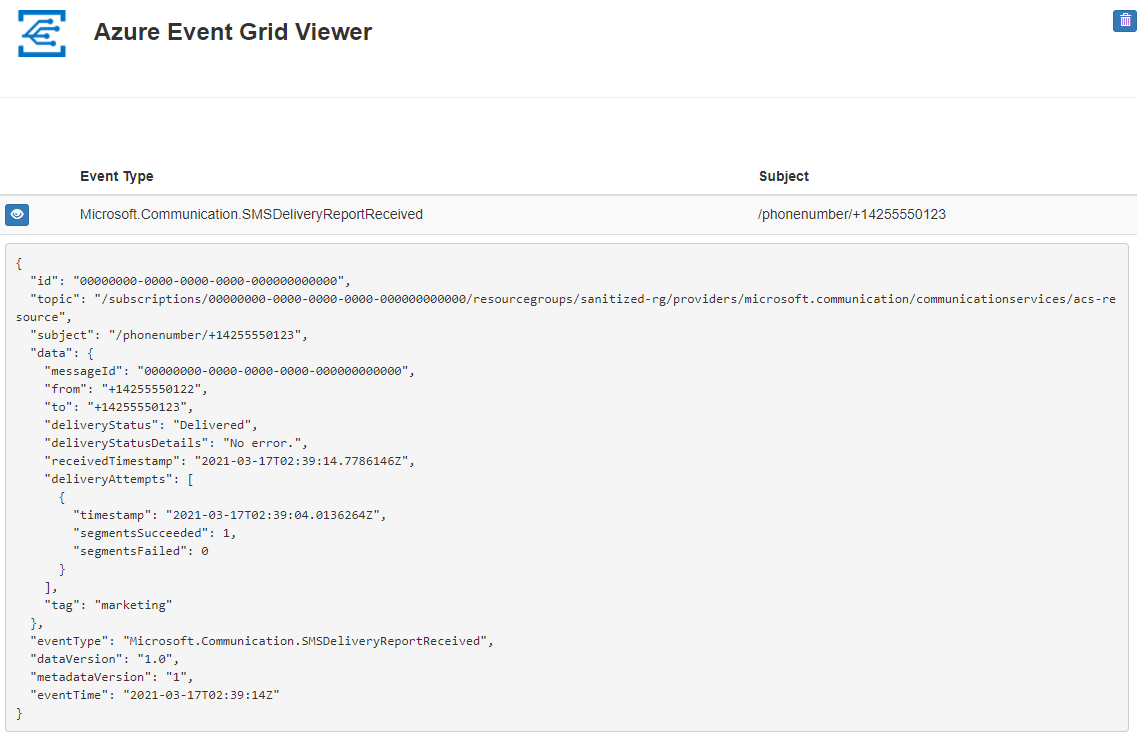 Azure Event Grid Viewer
Event Type Subject
Microsoft.Communication.SMSDeliveryReportReceived /phonenumber/+14255550123
{
  "id": "00000000-0000-0000-0000-000000000000",
  "topic": "/subscriptions/00000000-0000-0000-0000-000000000000/resourcegroups/sanitized-rg/providers/microsoft.communication/communicationservices/acs-re
source",
  "subject": "/phonenumber/+14255550123",
  "data": {
    "messageId": "00000000-0000-0000-0000-000000000000",
    "from": "+14255550122",
    "to": "+14255550123",
    "deliveryStatus": "Delivered",
    "deliveryStatusDetails": "No error.",
    "receivedTimestamp": "2021-03-17T02:39:14.7786146Z",
    "deliveryAttempts": [
      {
        "timestamp": "2021-03-17T02:39:04.0136264Z",
        "segmentsSucceeded": 1,
        "segmentsFailed": 0
      }
    ],
    "tag": "marketing"
  },
  "eventType": "Microsoft.Communication.SMSDeliveryReportReceived",
  "dataVersion": "1.0",
  "metadataVersion": "1",
  "eventTime": "2021-03-17T02:39:14Z"
}